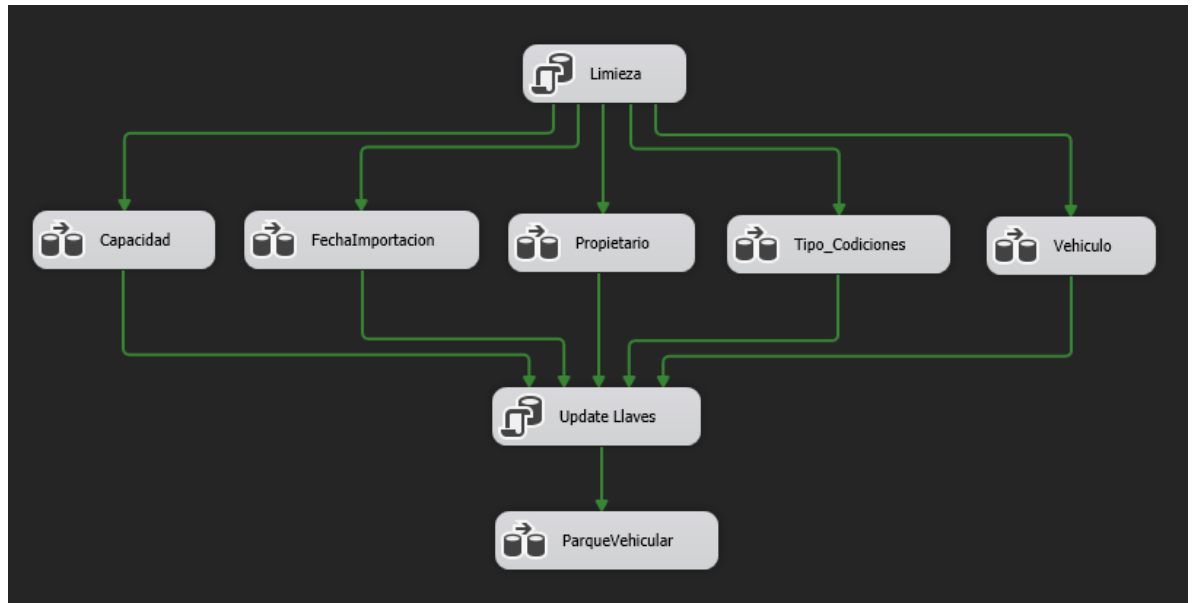 Limieza
Capacidad
FechaImportacion
Propietario
Tipo_Codiciones
Vehiculo
Update Llaves
ParqueVehicular